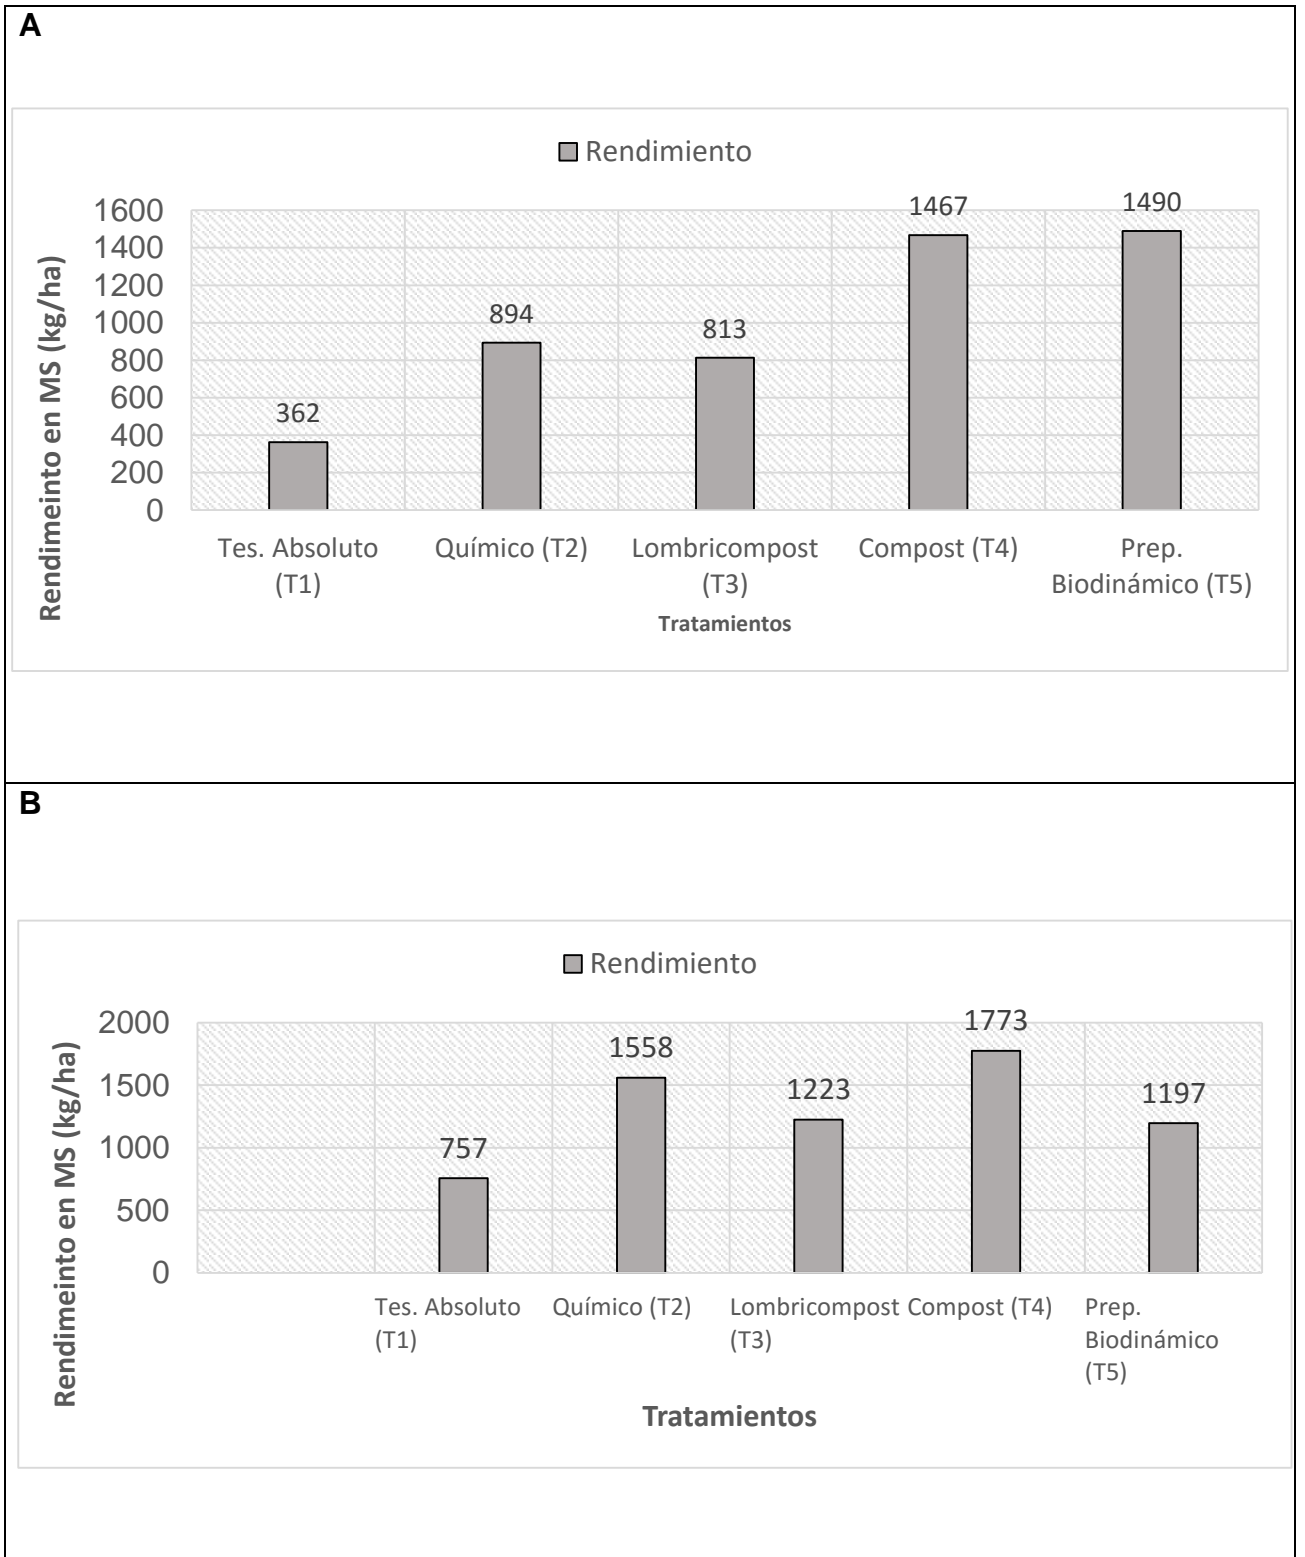 A
Rendimiento
Rendimeinto en MS (kg/ha)
1600
1400
1200
1000
800
600
400
200
0
362
894
813
1467
1490
Tes. Absoluto
(T1)
Químico (T2)
Lombricompost
(T3)
Compost (T4)
Prep.
Biodinámico (T5)
Tratamientos
B
Rendimiento
Rendimeinto en MS (kg/ha)
2000
1500
1000
500
0
757
1558
1223
1773
1197
Tes. Absoluto
(T1)
Químico (T2)
Lombricompost
(T3)
Compost (T4)
Prep.
Biodinámico
(T5)
Tratamientos